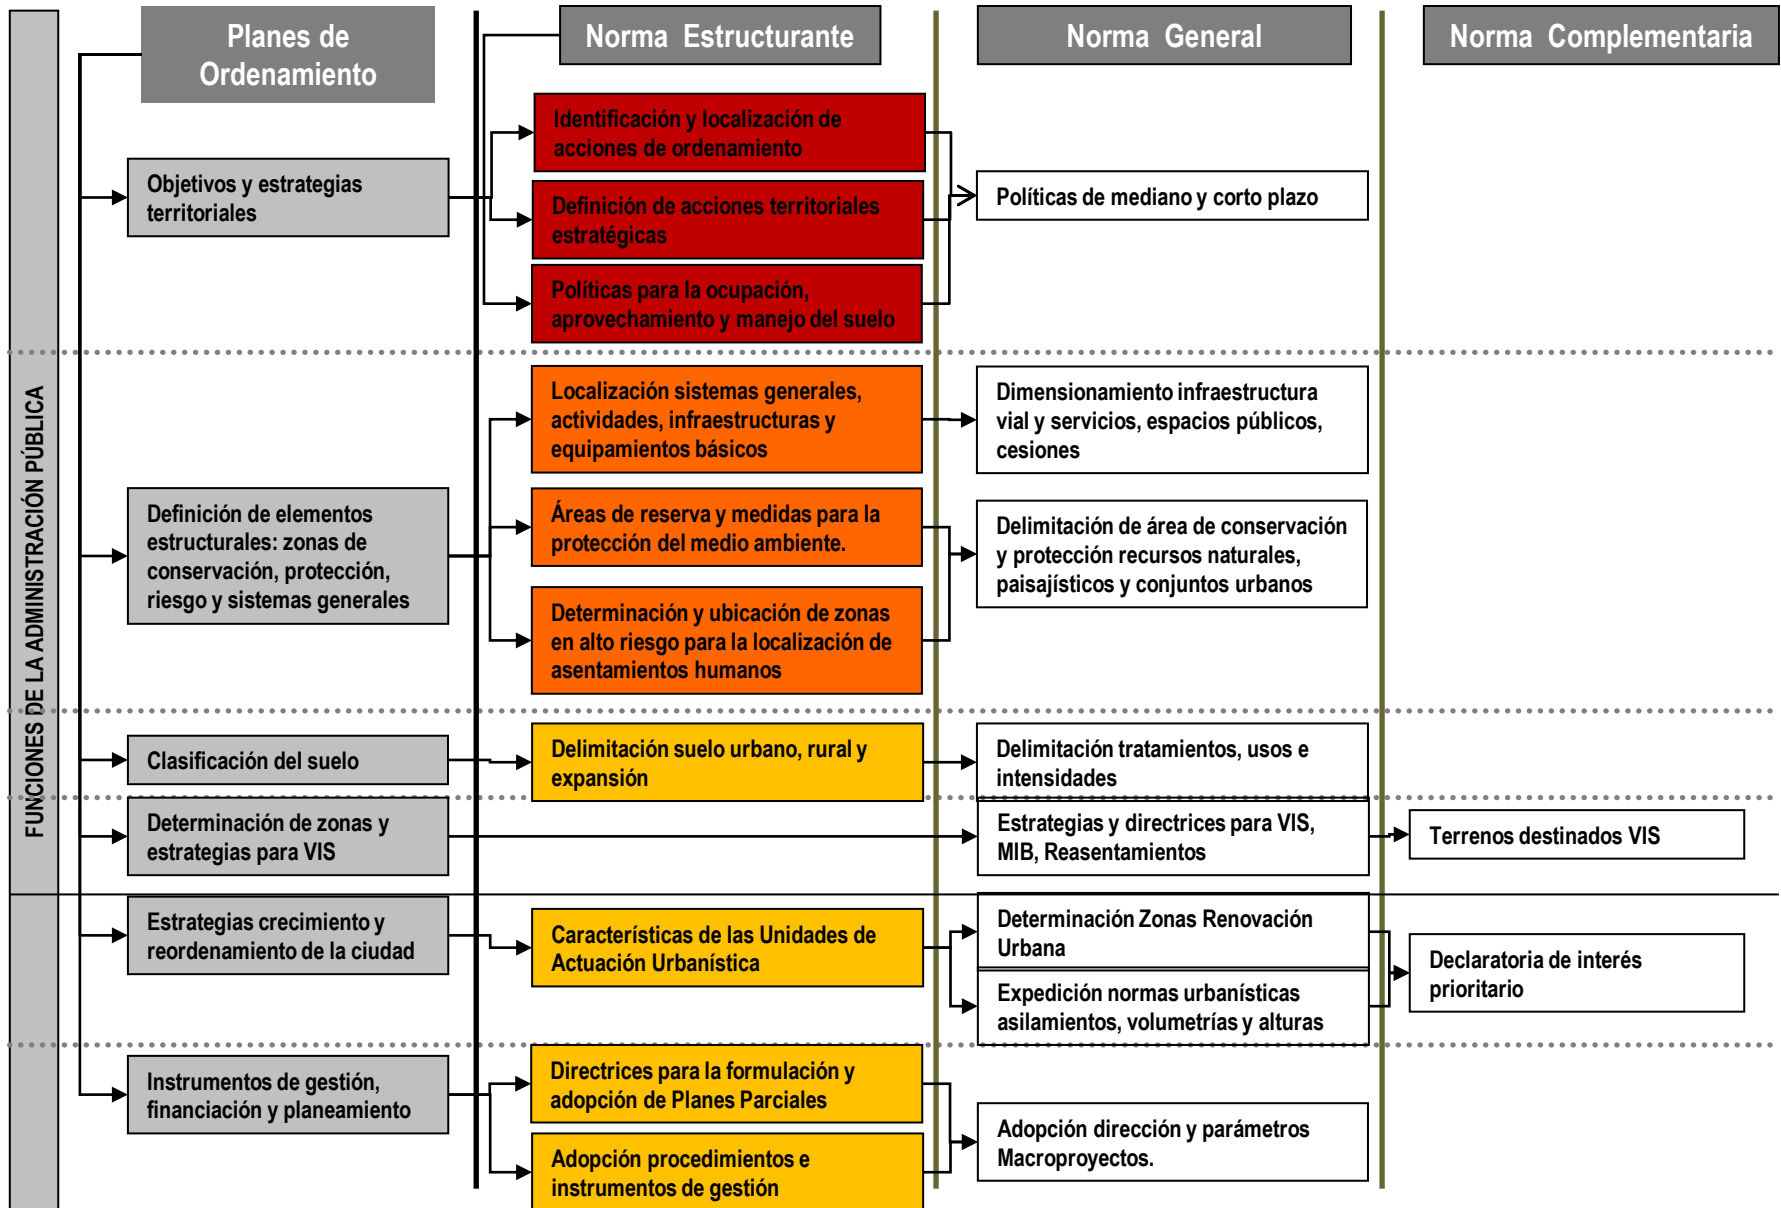 Planes de
Ordenamiento
Norma Estructurante
Norma General
Norma Complementaria
FUNCIONES DE LA ADMINISTRACIÓN PÚBLICA
Objetivos y estrategias
territoriales
Identificación y localización de
acciones de ordenamiento
Definición de acciones territoriales
estratégicas
Políticas para la ocupación,
aprovechamiento y manejo del suelo
Políticas de mediano y corto plazo
Definición de elementos
estructurales: zonas de
conservación, protección,
riesgo y sistemas generales
Localización sistemas generales,
actividades, infraestructuras y
equipamientos básicos
Áreas de reserva y medidas para la
protección del medio ambiente.
Determinación y ubicación de zonas
en alto riesgo para la localización de
asentamientos humanos
Dimensionamiento infraestructura
vial y servicios, espacios públicos,
cesiones
Delimitación de área de conservación
y protección recursos naturales,
paisajísticos y conjuntos urbanos
Clasificación del suelo
Delimitación suelo urbano, rural y
expansión
Delimitación tratamientos, usos e
intensidades
Determinación de zonas y
estrategias para VIS
Estrategias y directrices para VIS,
MIB, Reasentamientos
Terrenos destinados VIS
Estrategias crecimiento y
reordenamiento de la ciudad
Características de las Unidades de
Actuación Urbanística
Determinación Zonas Renovación
Urbana
Expedición normas urbanísticas
asilamientos, volumetrías y alturas
Declaratoria de interés
prioritario
Instrumentos de gestión,
financiación y planeamiento
Directrices para la formulación y
adopción de Planes Parciales
Adopción procedimientos e
instrumentos de gestión
Adopción dirección y parámetros
Macroproyectos.